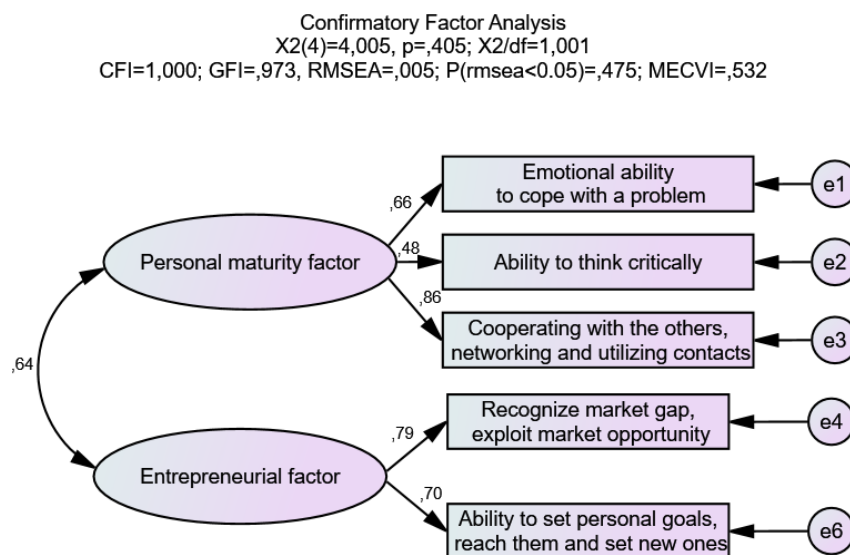 Confirmatory Factor Analysis
X2(4)=4,005, p=,405; X2/df=1,001
CFI=1,000; GFI=,973, RMSEA=,005; P(rmsea<0.05)=,475; MECVI=,532
Emotional ability
to cope with a problem
e1
,66
,48
Personal maturity factor
Ability to think critically
e2
,86
Cooperating with the others,
networking and utilizing contacts
e3
,64
Recognize market gap,
exploit market opportunity
e4
,79
Entrepreneurial factor
,70
Ability to set personal goals,
reach them and set new ones
e6